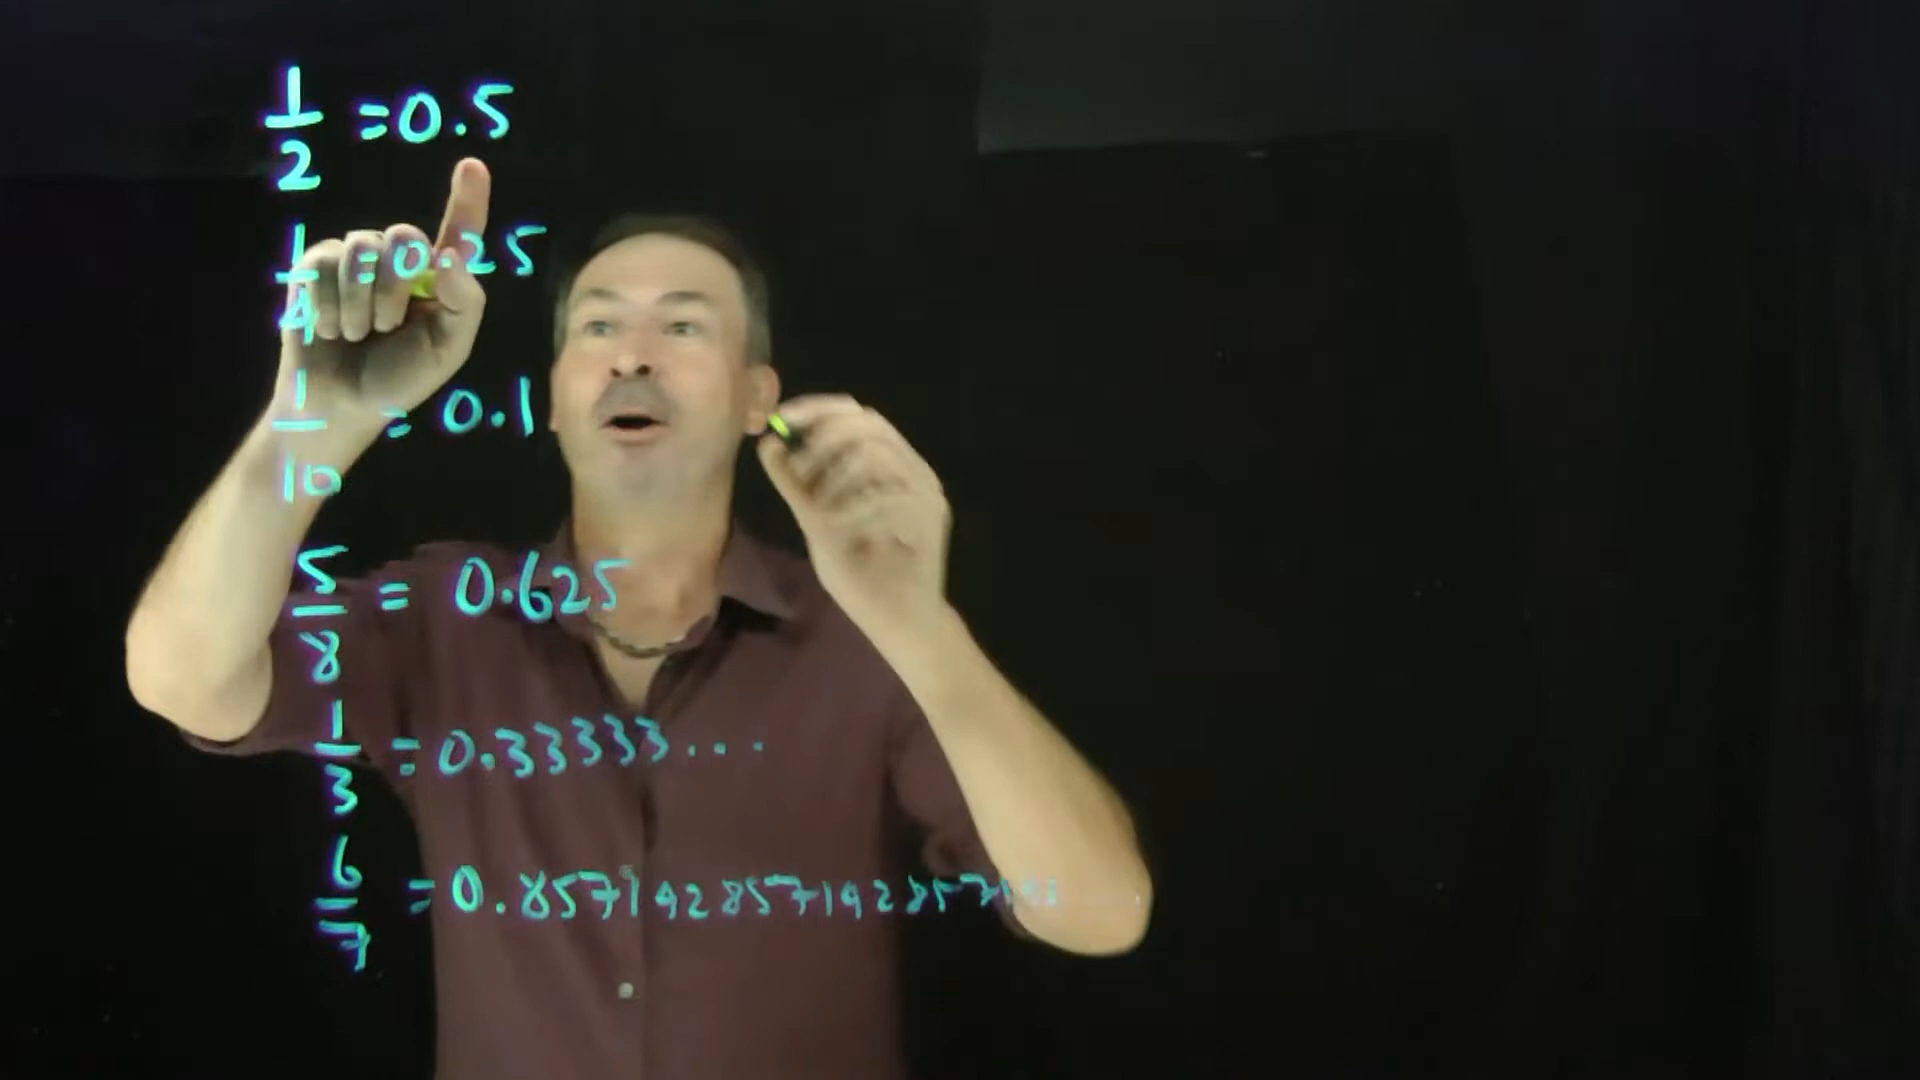 1/2 = 0.5
1/4 = 0.25
1/10 = 0.1
5/8 = 0.625
1/3 = 0.33333...
6/7 = 0.857142857142857142